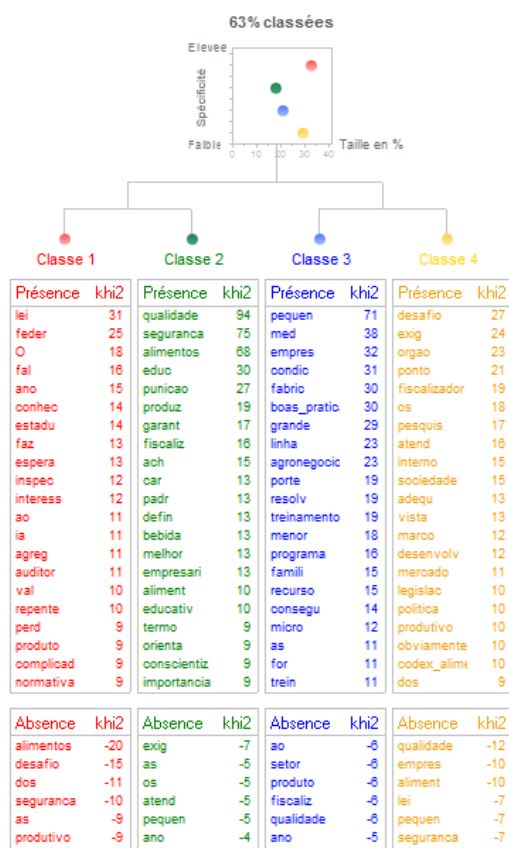 63% classées
Elevée
Spécificité
Faible
0 10 20 30 40
Taille en %
Classe 1 Classe 2 Classe 3 Classe 4
Présence khi2 Présence khi2 Présence khi2 Présence khi2
lei 31 qualidade 94 pequen 71 desafio 27
feder 25 seguranca 75 med 38 exig 24
O 18 alimentos 68 empres 32 orgao 23
fal 16 educ 30 condic 31 ponto 21
ano 15 punicao 27 fabric 30 fiscalizador 19
conhec 14 produz 19 boas_pratic 30 os 18
estadu 14 garant 17 grande 29 pesquis 17
faz 13 fiscaliz 16 linha 23 atend 16
espera 13 ach 15 agronegocic 23 interno 15
inspec 12 car 13 porte 19 sociedade 15
interess 12 padr 13 resolv 19 adequ 13
ao 11 defin 13 treinamento 19 vista 13
ia 11 bebida 13 menor 18 marco 12
agreg 11 melhor 13 programa 16 desenvolv 12
auditor 11 empresari 13 famili 15 mercado 11
val 10 aliment 10 recurso 15 legislac 10
repente 10 educativ 10 consegu 14 politica 10
perd 9 termo 9 micro 12 produtivo 10
produto 9 orienta 9 as 11 obviamente 10
complicad 9 conscientiz 9 for 11 codex_alime 10
normativa 9 importancia 9 trein 11 dos 9
Absence khi2 Absence khi2 Absence khi2 Absence khi2
alimentos -20 exig -7 ao -6 qualidade -12
desafio -15 as -5 setor -6 empres -10
dos -11 os -5 produto -6 aliment -10
seguranca -10 atend -5 fiscaliz -6 lei -7
as -9 pequen -5 qualidade -6 pequen -7
produtivo -9 ano -4 ano -5 seguranca -7